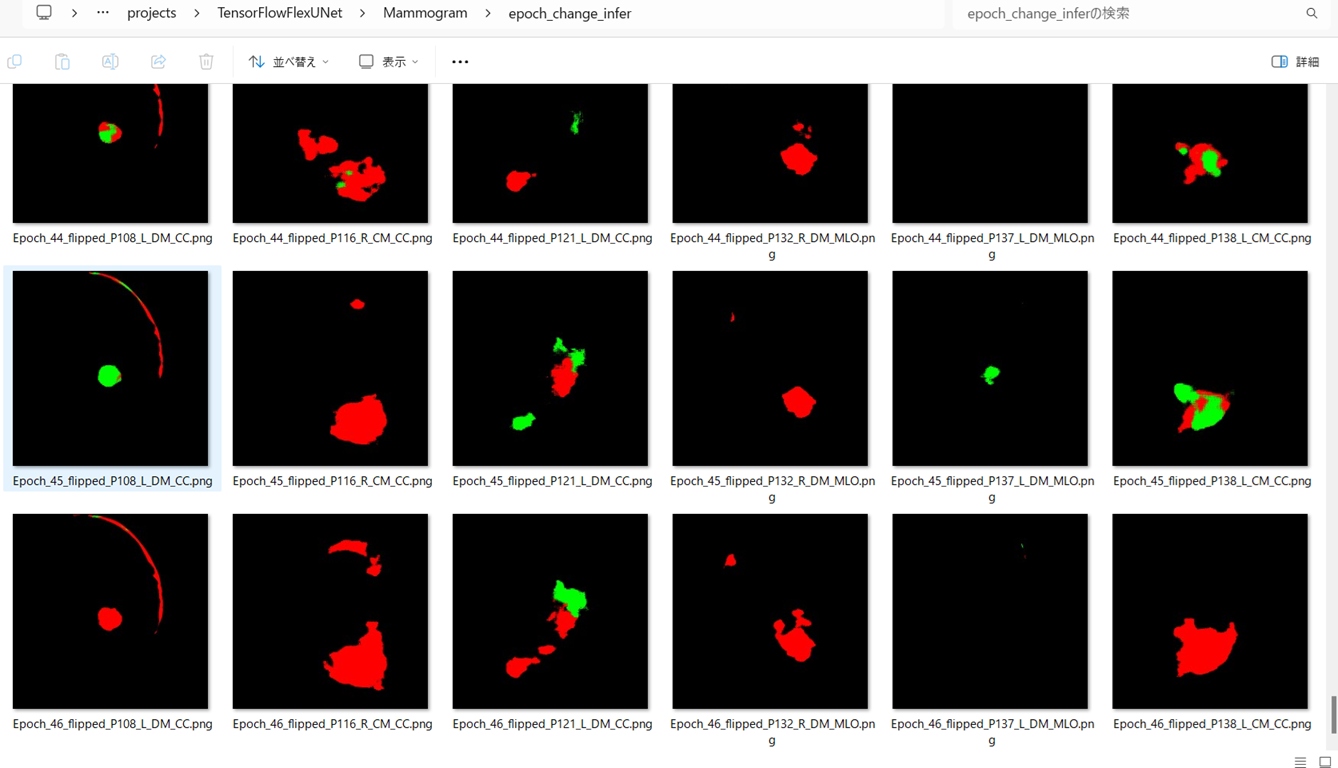 projects > TensorFlowFlexUNet > Mammogram > epoch_change_infer
epoch_change_inferの検索
並べ替え
表示
詳細
Epoch_44_flipped_P108_L_DM_CC.png
Epoch_44_flipped_P116_R_CM_CC.png
Epoch_44_flipped_P121_L_DM_CC.png
Epoch_44_flipped_P132_R_DM_MLO.pn
g
Epoch_44_flipped_P137_L_DM_MLO.pn
g
Epoch_44_flipped_P138_L_CM_CC.png
Epoch_45_flipped_P108_L_DM_CC.png
Epoch_45_flipped_P116_R_CM_CC.png
Epoch_45_flipped_P121_L_DM_CC.png
Epoch_45_flipped_P132_R_DM_MLO.pn
g
Epoch_45_flipped_P137_L_DM_MLO.pn
g
Epoch_45_flipped_P138_L_CM_CC.png
Epoch_46_flipped_P108_L_DM_CC.png
Epoch_46_flipped_P116_R_CM_CC.png
Epoch_46_flipped_P121_L_DM_CC.png
Epoch_46_flipped_P132_R_DM_MLO.pn
g
Epoch_46_flipped_P137_L_DM_MLO.pn
g
Epoch_46_flipped_P138_L_CM_CC.png